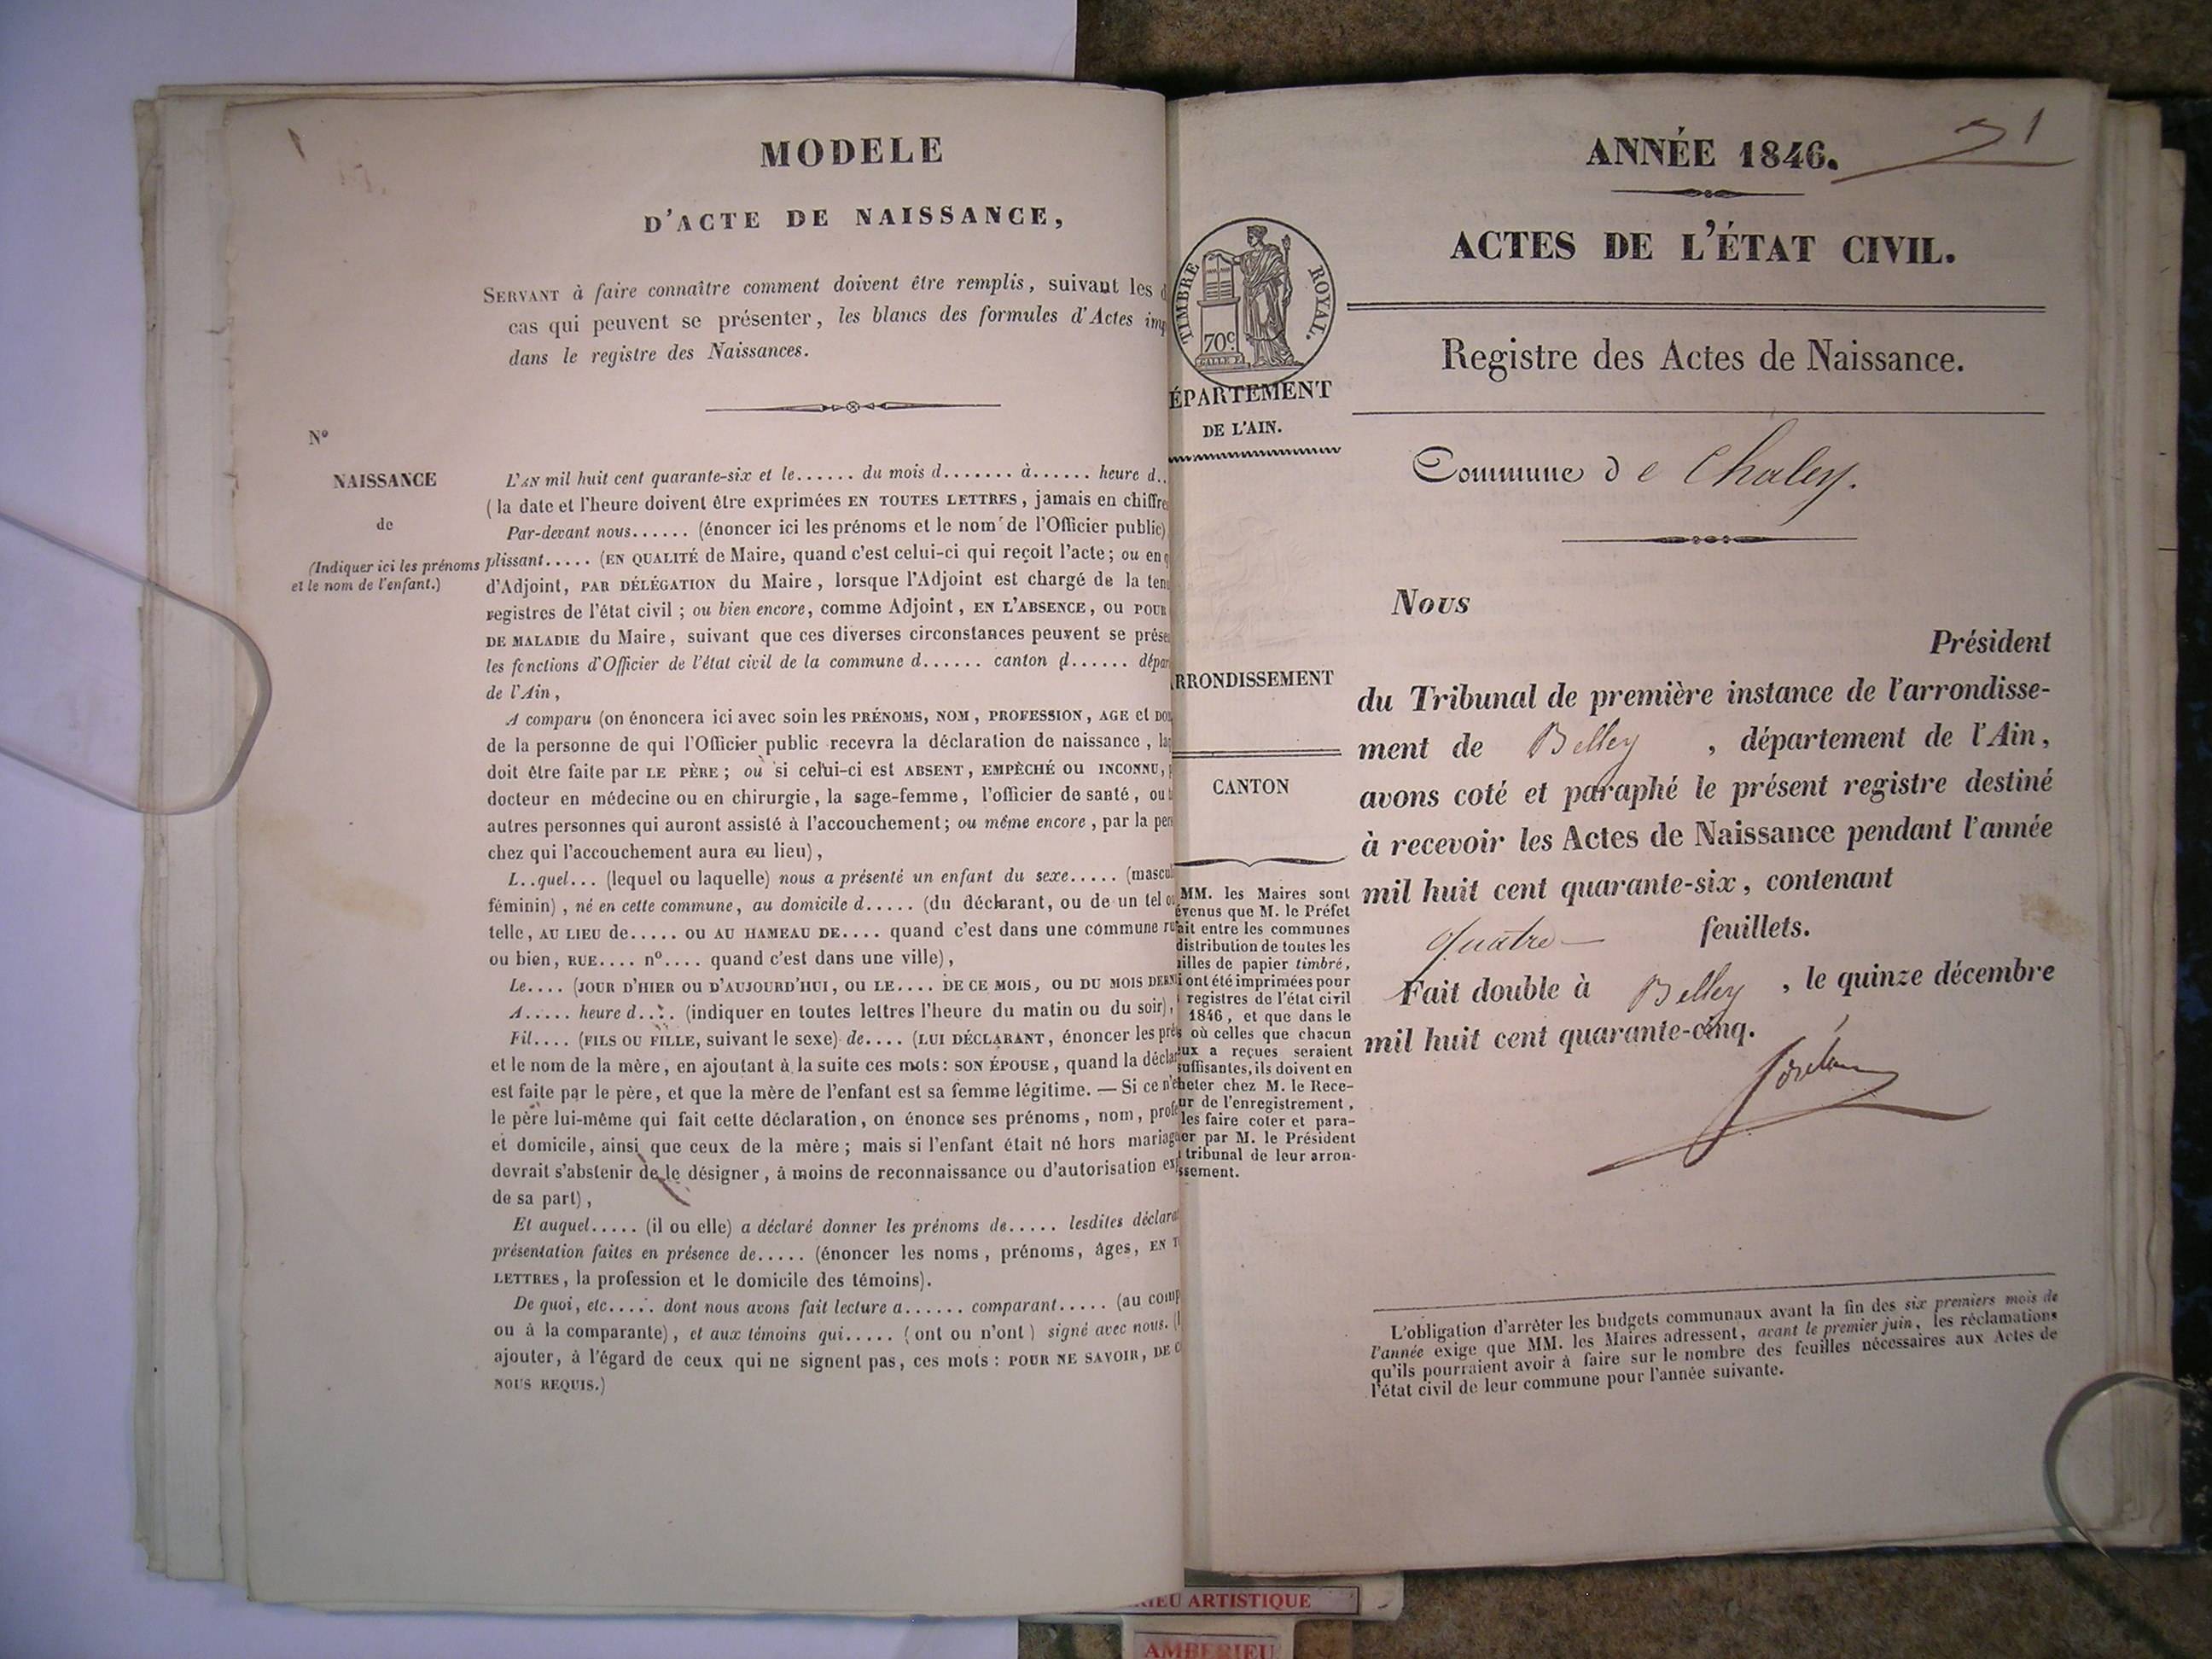 MODELE
D'ACTE DE NAISSANCE,
SERVANT à faire connaître comment doivent être remplis, suivant les
cas qui peuvent se présenter, les blancs des formules d'Actes imp
dans le registre des Naissances.
N°
NAISSANCE
de
(Indiquer ici les prénoms
et le nom de l'enfant.)
L'AN mil huit cent quarante-six et le...... du mois d....... à...... heure d..
(la date et l'heure doivent être exprimées EN TOUTES LETTRES, jamais en chiffre
Par-devant nous...... (énoncer ici les prénoms et le nom de l'Officier public)
plissant..... (EN QUALITÉ de Maire, quand c'est celui-ci qui reçoit l'acte; ou en q
d'Adjoint, PAR DÉLÉGATION du Maire, lorsque l'Adjoint est chargé de la ten
registres de l'état civil; ou bien encore, comme Adjoint, EN L'ABSENCE, ou POUR
DE MALADIE du Maire, suivant que ces diverses circonstances peuvent se prése
les fonctions d'Officier de l'état civil de la commune d...... canton d...... dépar
de l'Ain,
A comparu (on énoncera ici avec soin les PRÉNOMS, NOM, PROFESSION, AGE et DOM
de la personne de qui l'Officier public recevra la déclaration de naissance, laq
doit être faite par LE PÈRE; ou si celui-ci est ABSENT, EMPÊCHÉ ou INCONNU, p
docteur en médecine ou en chirurgie, la sage-femme, l'officier de santé, ou
autres personnes qui auront assisté à l'accouchement; ou même encore, par la per
chez qui l'accouchement aura eu lieu),
L..quel... (lequel ou laquelle) nous a présenté un enfant du sexe..... (mascul
féminin), né en cette commune, au domicile d..... (du déclarant, ou de un tel ou
telle, AU LIEU de..... ou AU HAMEAU DE.... quand c'est dans une commune ru
ou bien, RUE.... n°.... quand c'est dans une ville),
Le.... (JOUR D'HIER ou D'AUJOURD'HUI, ou LE.... DE CE MOIS, ou DU MOIS DERNI
A..... heure d.... (indiquer en toutes lettres l'heure du matin ou du soir),
Fil.... (FILS OU FILLE, suivant le sexe) de.... (LUI DÉCLARANT, énoncer les pré
et le nom de la mère, en ajoutant à la suite ces mots: SON ÉPOUSE, quand la déclar
est faite par le père, et que la mère de l'enfant est sa femme légitime. — Si ce n'e
le père lui-même qui fait cette déclaration, on énonce ses prénoms, nom, profe
et domicile, ainsi que ceux de la mère; mais si l'enfant était né hors mariag
devrait s'abstenir de le désigner, à moins de reconnaissance ou d'autorisation exp
de sa part),
Et auquel..... (il ou elle) a déclaré donner les prénoms de..... lesdites déclara
présentation faites en présence de..... (énoncer les noms, prénoms, âges, EN T
LETTRES, la profession et le domicile des témoins).
De quoi, etc..... dont nous avons fait lecture a...... comparant..... (au comp
ou à la comparante), et aux témoins qui..... (ont ou n'ont) signé avec nous.
ajouter, à l'égard de ceux qui ne signent pas, ces mots: POUR NE SAVOIR, DE C
NOUS REQUIS.)
ANNÉE 1846.
ACTES DE L'ÉTAT CIVIL.
Registre des Actes de Naissance.
TIMBRE ROYAL.
70c
ÉPARTEMENT
DE L'AIN.
Commune de Chaley.
Nous
Président
du Tribunal de première instance de l'arrondisse-
ment de Belley, département de l'Ain,
avons coté et paraphé le présent registre destiné
à recevoir les Actes de Naissance pendant l'année
mil huit cent quarante-six, contenant
quatre feuillets.
Fait double à Belley, le quinze décembre
mil huit cent quarante-cinq.
RRONDISSEMENT
CANTON
MM. les Maires sont
évenus que M. le Préfet
ait entre les communes
distribution de toutes les
uilles de papier timbré,
i ont été imprimées pour
registres de l'état civil
1846, et que dans le
s où celles que chacun
eux a reçues seraient
suffisantes, ils doivent en
heter chez M. le Rece-
ur de l'enregistrement,
les faire coter et para-
er par M. le Président
tribunal de leur arron-
ssement.
L'obligation d'arrêter les budgets communaux avant la fin des six premiers mois de
l'année exige que MM. les Maires adressent, avant le premier juin, les réclamations
qu'ils pourraient avoir à faire sur le nombre des feuilles nécessaires aux Actes de
l'état civil de leur commune pour l'année suivante.
IEU ARTISTIQUE
AMBERIEU